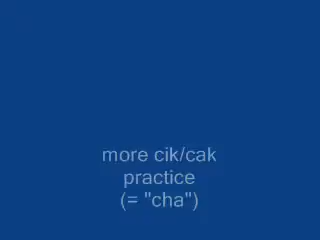 more cik/cak
practice
(= "cha")